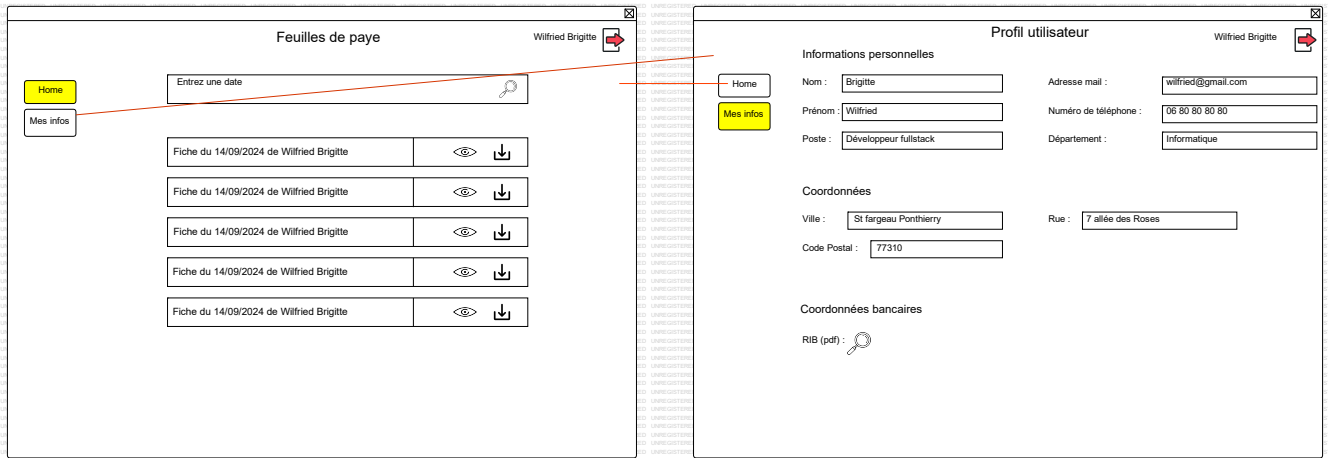 Feuilles de paye
Wilfried Brigitte
Home
Mes infos
Entrez une date
Fiche du 14/09/2024 de Wilfried Brigitte
Fiche du 14/09/2024 de Wilfried Brigitte
Fiche du 14/09/2024 de Wilfried Brigitte
Fiche du 14/09/2024 de Wilfried Brigitte
Fiche du 14/09/2024 de Wilfried Brigitte
Profil utilisateur
Wilfried Brigitte
Home
Mes infos
Informations personnelles
Nom : Brigitte
Adresse mail : wilfried@gmail.com
Prénom : Wilfried
Numéro de téléphone : 06 80 80 80 80
Poste : Développeur fullstack
Département : Informatique
Coordonnées
Ville : St fargeau Ponthierry
Rue : 7 allée des Roses
Code Postal : 77310
Coordonnées bancaires
RIB (pdf) :
UNREGISTERED